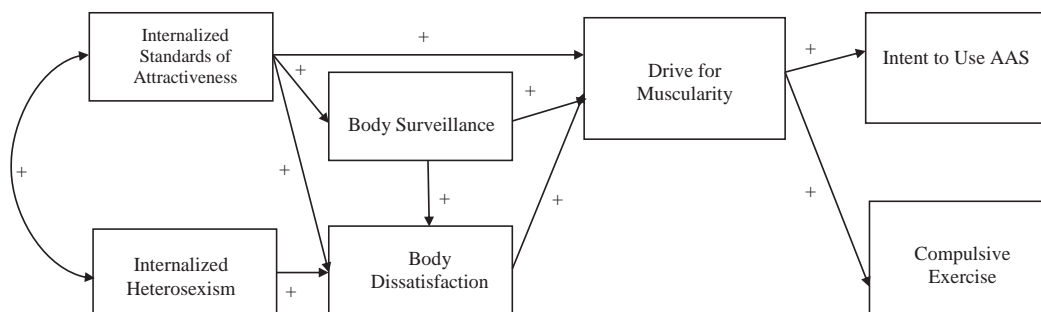 Internalized
Standards of
Attractiveness
+
+
+
+
Body Surveillance
+
+
+
Internalized
Heterosexism
+
Body
Dissatisfaction
+
Drive for
Muscularity
+
Intent to Use AAS
+
Compulsive
Exercise